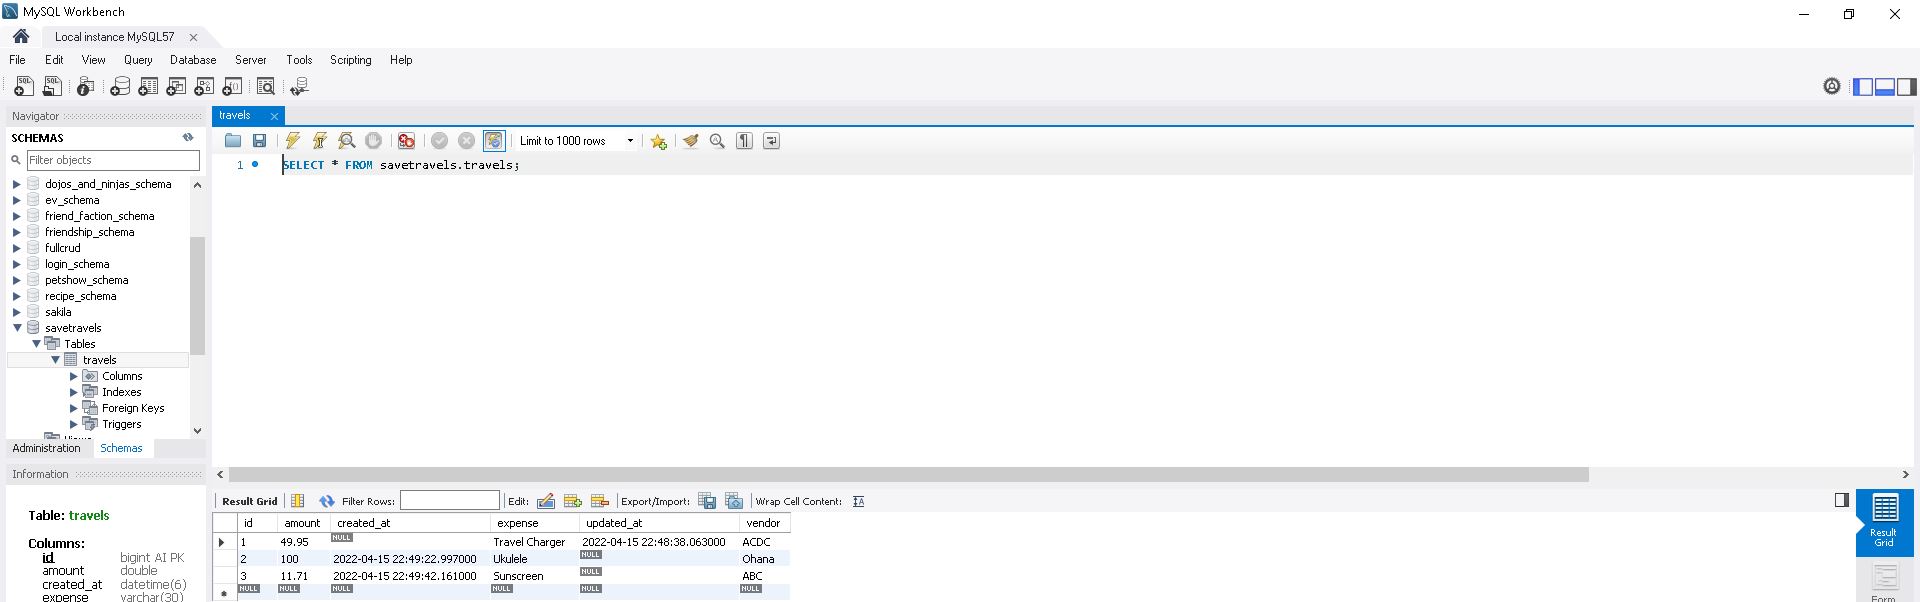 MySQL Workbench
Local instance MySQL57
File Edit View Query Database Server Tools Scripting Help
Navigator
SCHEMAS
Filter objects
dojos_and_ninjas_schema
ev_schema
friend_faction_schema
friendship_schema
fullcrud
login_schema
petshow_schema
recipe_schema
sakila
savetravels
Tables
travels
Columns
Indexes
Foreign Keys
Triggers
Administration Schemas
Information
Table: travels
Columns:
id bigint AI PK
amount double
created_at datetime(6)
expense varchar(30)
travels
Limit to 1000 rows
1 SELECT * FROM savetravels.travels;
Result Grid Filter Rows: Edit: Export/Import: Wrap Cell Content:
id amount created_at expense updated_at vendor
1 49.95 NULL Travel Charger 2022-04-15 22:48:38.063000 ACDC
2 100 2022-04-15 22:49:22.997000 Ukulele NULL Ohana
3 11.71 2022-04-15 22:49:42.161000 Sunscreen NULL ABC
NULL NULL NULL NULL NULL NULL
Result
Grid
Form